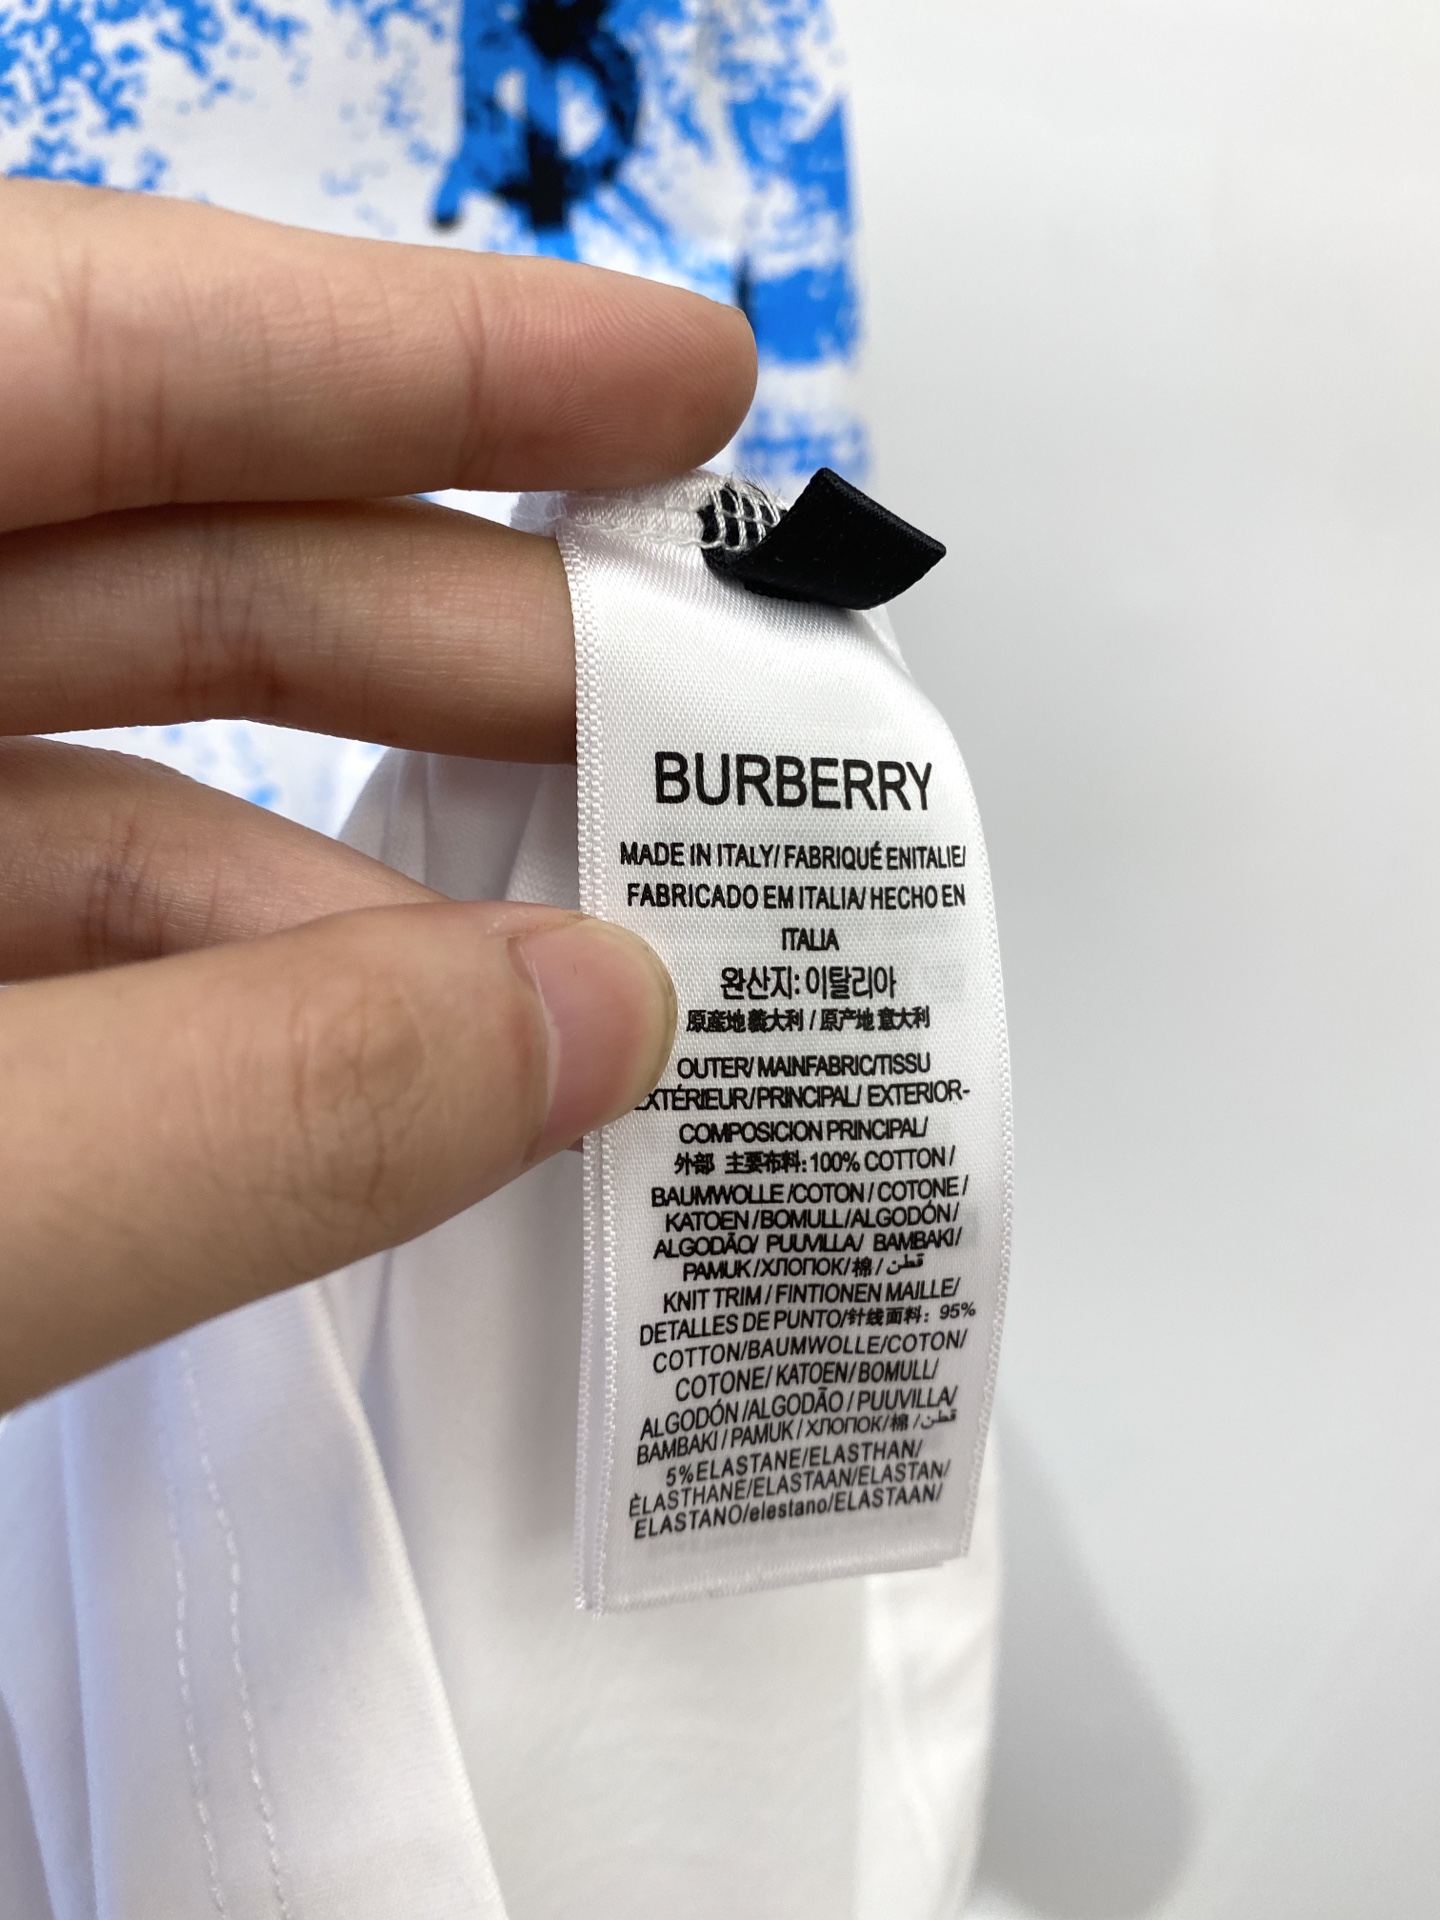 BURBERRY
MADE IN ITALY/ FABRIQUÉ ENITALIE/
FABRICADO EM ITALIA/ HECHO EN
ITALIA
완산지: 이탈리아
原産地 義大利 / 原产地 意大利
OUTER/ MAINFABRIC/TISSU
EXTÉRIEUR/PRINCIPAL/ EXTERIOR-
COMPOSICION PRINCIPAL/
外部 主要布料: 100% COTTON /
BAUMWOLLE /COTON / COTONE /
KATOEN /BOMULL/ALGODÓN /
ALGODÃO/ PUUVILLA/ BAMBAKI/
PAMUK /ХЛОПОК/棉 / قطن
KNIT TRIM / FINTIONEN MAILLE/
DETALLES DE PUNTO/针线面料: 95%
COTTON/BAUMWOLLE/COTON/
COTONE/ KATOEN/ BOMULL/
ALGODÓN /ALGODÃO / PUUVILLA/
BAMBAKI / PAMUK / ХЛОПОК/棉 / قطن
5%ELASTANE/ELASTHAN/
ÉLASTHANE/ELASTAAN/ELASTAN/
ELASTANO/elestano/ELASTAAN/